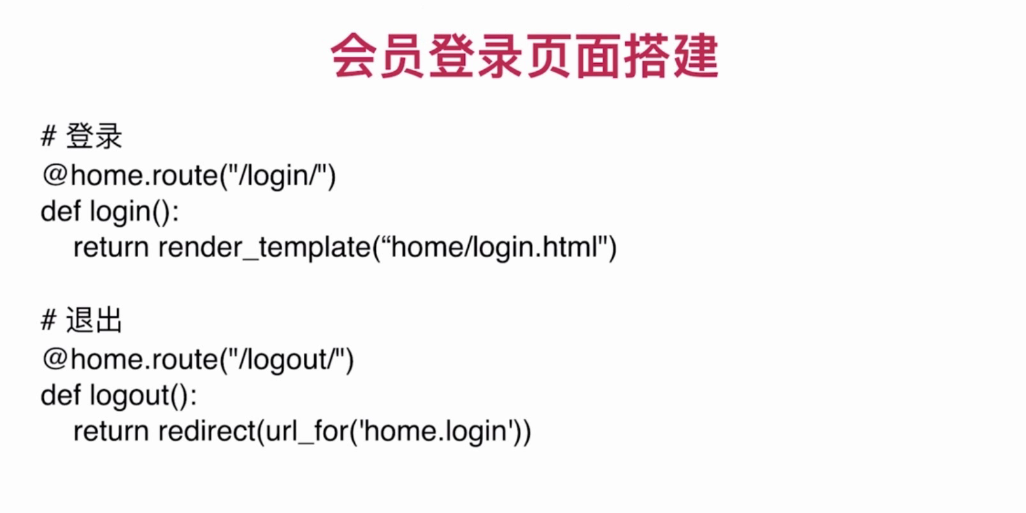 会员登录页面搭建
# 登录
@home.route("/login/")
def login():
    return render_template(“home/login.html")
# 退出
@home.route("/logout/")
def logout():
    return redirect(url_for('home.login'))